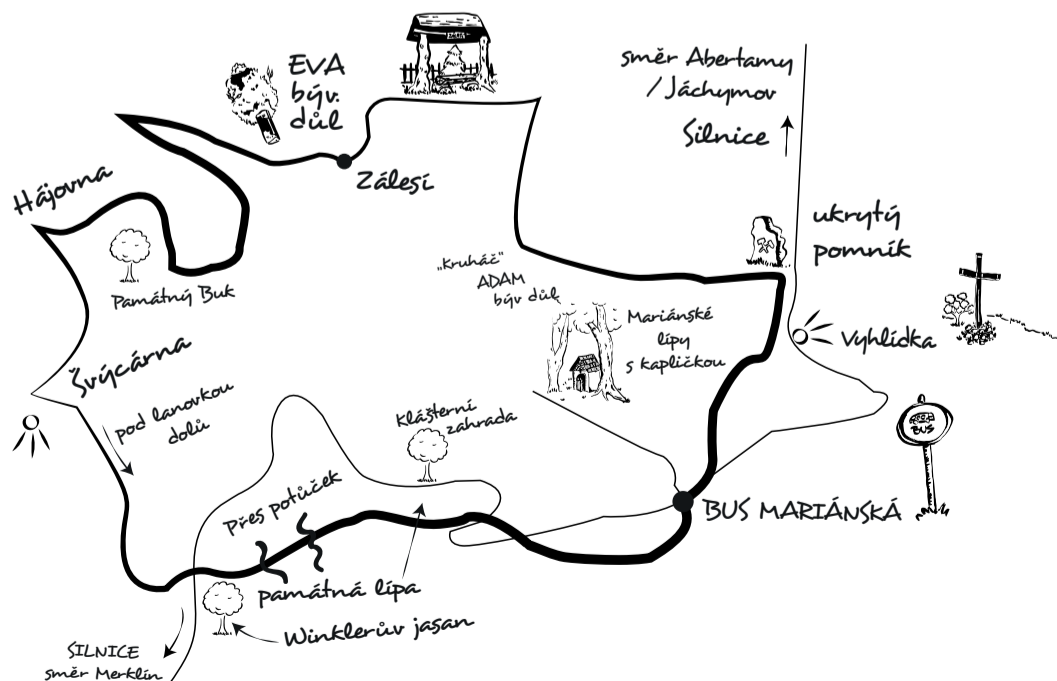 EVA
býv.
důl
směr Abertamy
/Jáchymov
Silnice
Zálesí
Hájovna
ukrytý
pomník
Památný Buk
„Kruháč"
ADAM
býv důl
Mariánské
lípy
s kapličkou
Vyhlídka
Švýcárna
pod lanovkou
dolů
Klášterní
zahrada
BUS
Přes potůček
BUS MARIÁNSKÁ
památná lípa
Winklerův jasan
SILNICE
směr Merklín